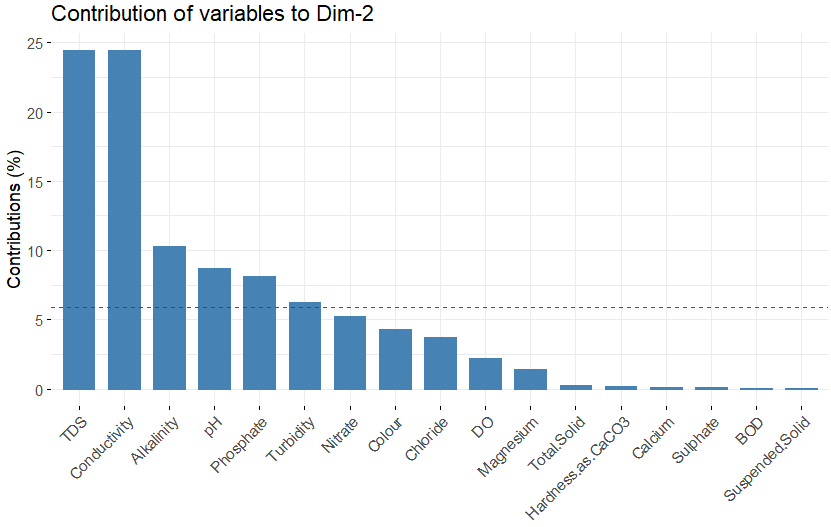 Contribution of variables to Dim-2
Contributions (%)
25
20
15
10
5
0
TDS
Conductivity
Alkalinity
pH
Phosphate
Turbidity
Nitrate
Colour
Chloride
DO
Magnesium
Total.Solid
Hardness.as.CaCO3
Calcium
Sulphate
BOD
Suspended.Solid